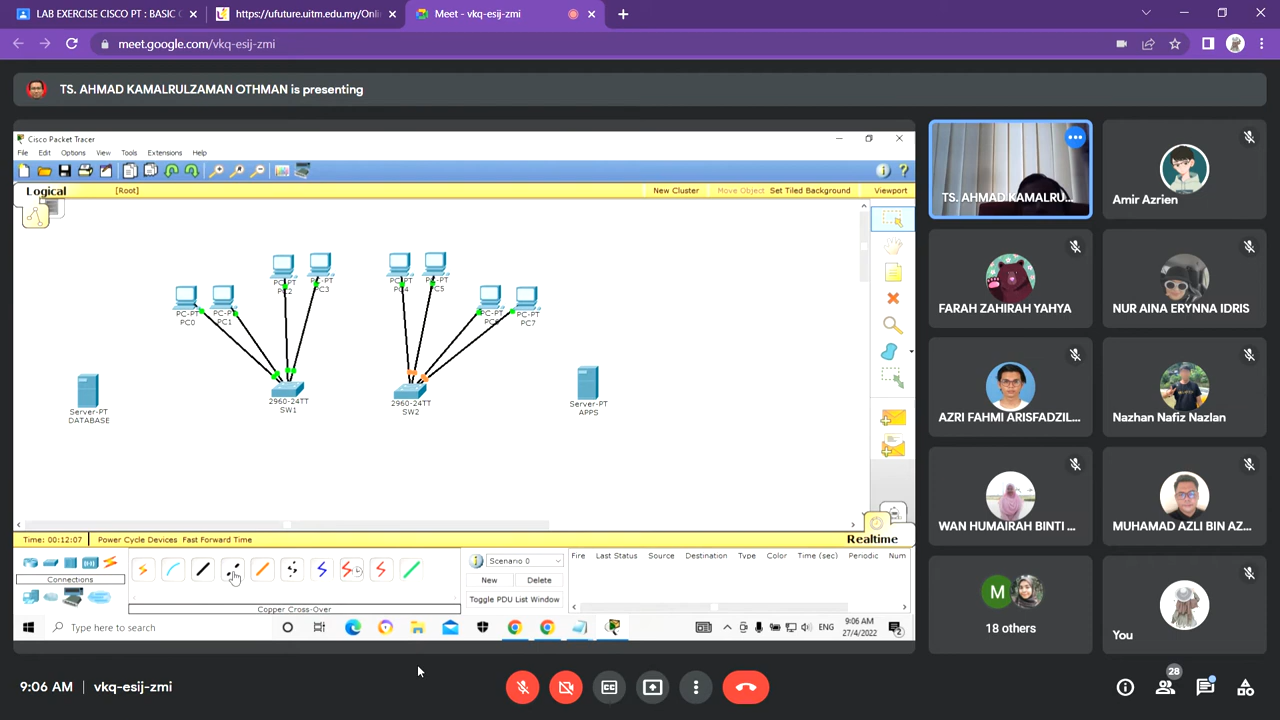 LAB EXERCISE CISCO PT : BASIC C
https://ufuture.uitm.edu.my/Onli
Meet - vkq-esij-zmi
meet.google.com/vkq-esij-zmi
TS. AHMAD KAMALRULZAMAN OTHMAN is presenting
Cisco Packet Tracer
File Edit Options View Tools Extensions Help
Logical
[Root]
New Cluster
Move Object
Set Tiled Background
Viewport
PC-PT
PC0
PC-PT
PC1
PC-PT
PC2
PC-PT
PC3
PC-PT
PC4
PC-PT
PC5
PC-PT
PC6
PC-PT
PC7
Server-PT
DATABASE
2960-24TT
SW1
2960-24TT
SW2
Server-PT
APPS
Time: 00:12:07
Power Cycle Devices Fast Forward Time
Realtime
Connections
Copper Cross-Over
Scenario 0
New
Delete
Toggle PDU List Window
Fire Last Status Source Destination Type Color Time (sec) Periodic Num
Type here to search
ENG
9:06 AM
27/4/2022
2
TS. AHMAD KAMALRU...
Amir Azrien
FARAH ZAHIRAH YAHYA
NUR AINA ERYNNA IDRIS
AZRI FAHMI ARISFADZIL...
Nazhan Nafiz Nazlan
WAN HUMAIRAH BINTI ...
MUHAMAD AZLI BIN AZ...
M
18 others
You
9:06 AM
vkq-esij-zmi
28